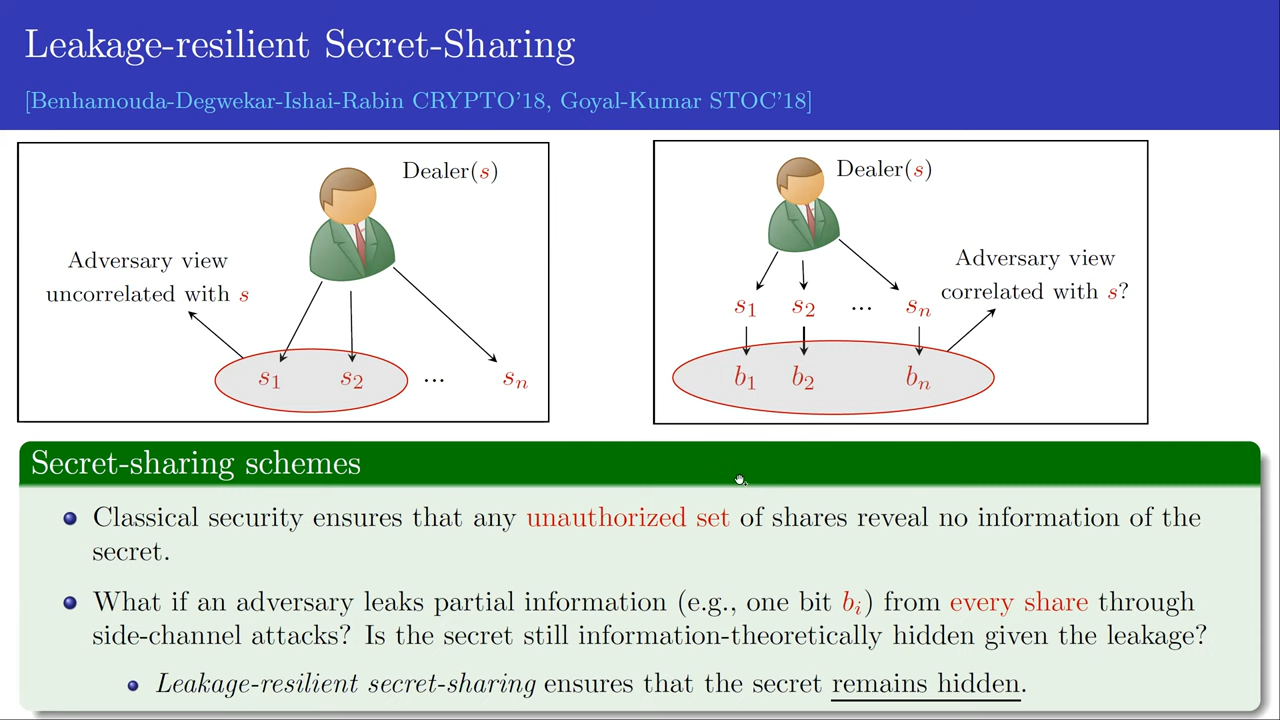 Leakage-resilient Secret-Sharing
[Benhamouda-Degwekar-Ishai-Rabin CRYPTO'18, Goyal-Kumar STOC'18]
Dealer(s)
Adversary view
uncorrelated with s
s₁ s₂ ... sₙ
Dealer(s)
Adversary view
correlated with s?
s₁ s₂ ... sₙ
b₁ b₂ bₙ
Secret-sharing schemes
Classical security ensures that any unauthorized set of shares reveal no information of the
secret.
What if an adversary leaks partial information (e.g., one bit bᵢ) from every share through
side-channel attacks? Is the secret still information-theoretically hidden given the leakage?
Leakage-resilient secret-sharing ensures that the secret remains hidden.